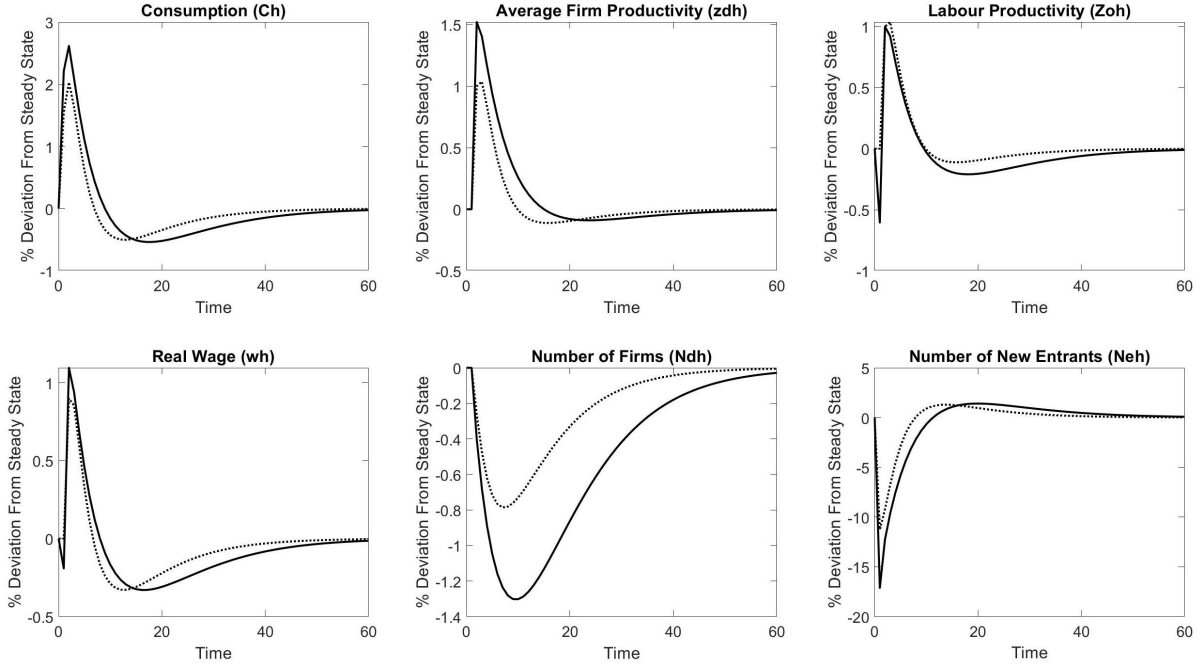 Consumption (Ch)
% Deviation From Steady State
3
2
1
0
-1
0 20 40 60
Time
Average Firm Productivity (zdh)
% Deviation From Steady State
1.5
1
0.5
0
-0.5
0 20 40 60
Time
Labour Productivity (Zoh)
% Deviation From Steady State
1
0.5
0
-0.5
-1
0 20 40 60
Time
Real Wage (wh)
% Deviation From Steady State
1
0.5
0
-0.5
0 20 40 60
Time
Number of Firms (Ndh)
% Deviation From Steady State
0
-0.2
-0.4
-0.6
-0.8
-1
-1.2
-1.4
0 20 40 60
Time
Number of New Entrants (Neh)
% Deviation From Steady State
5
0
-5
-10
-15
-20
0 20 40 60
Time